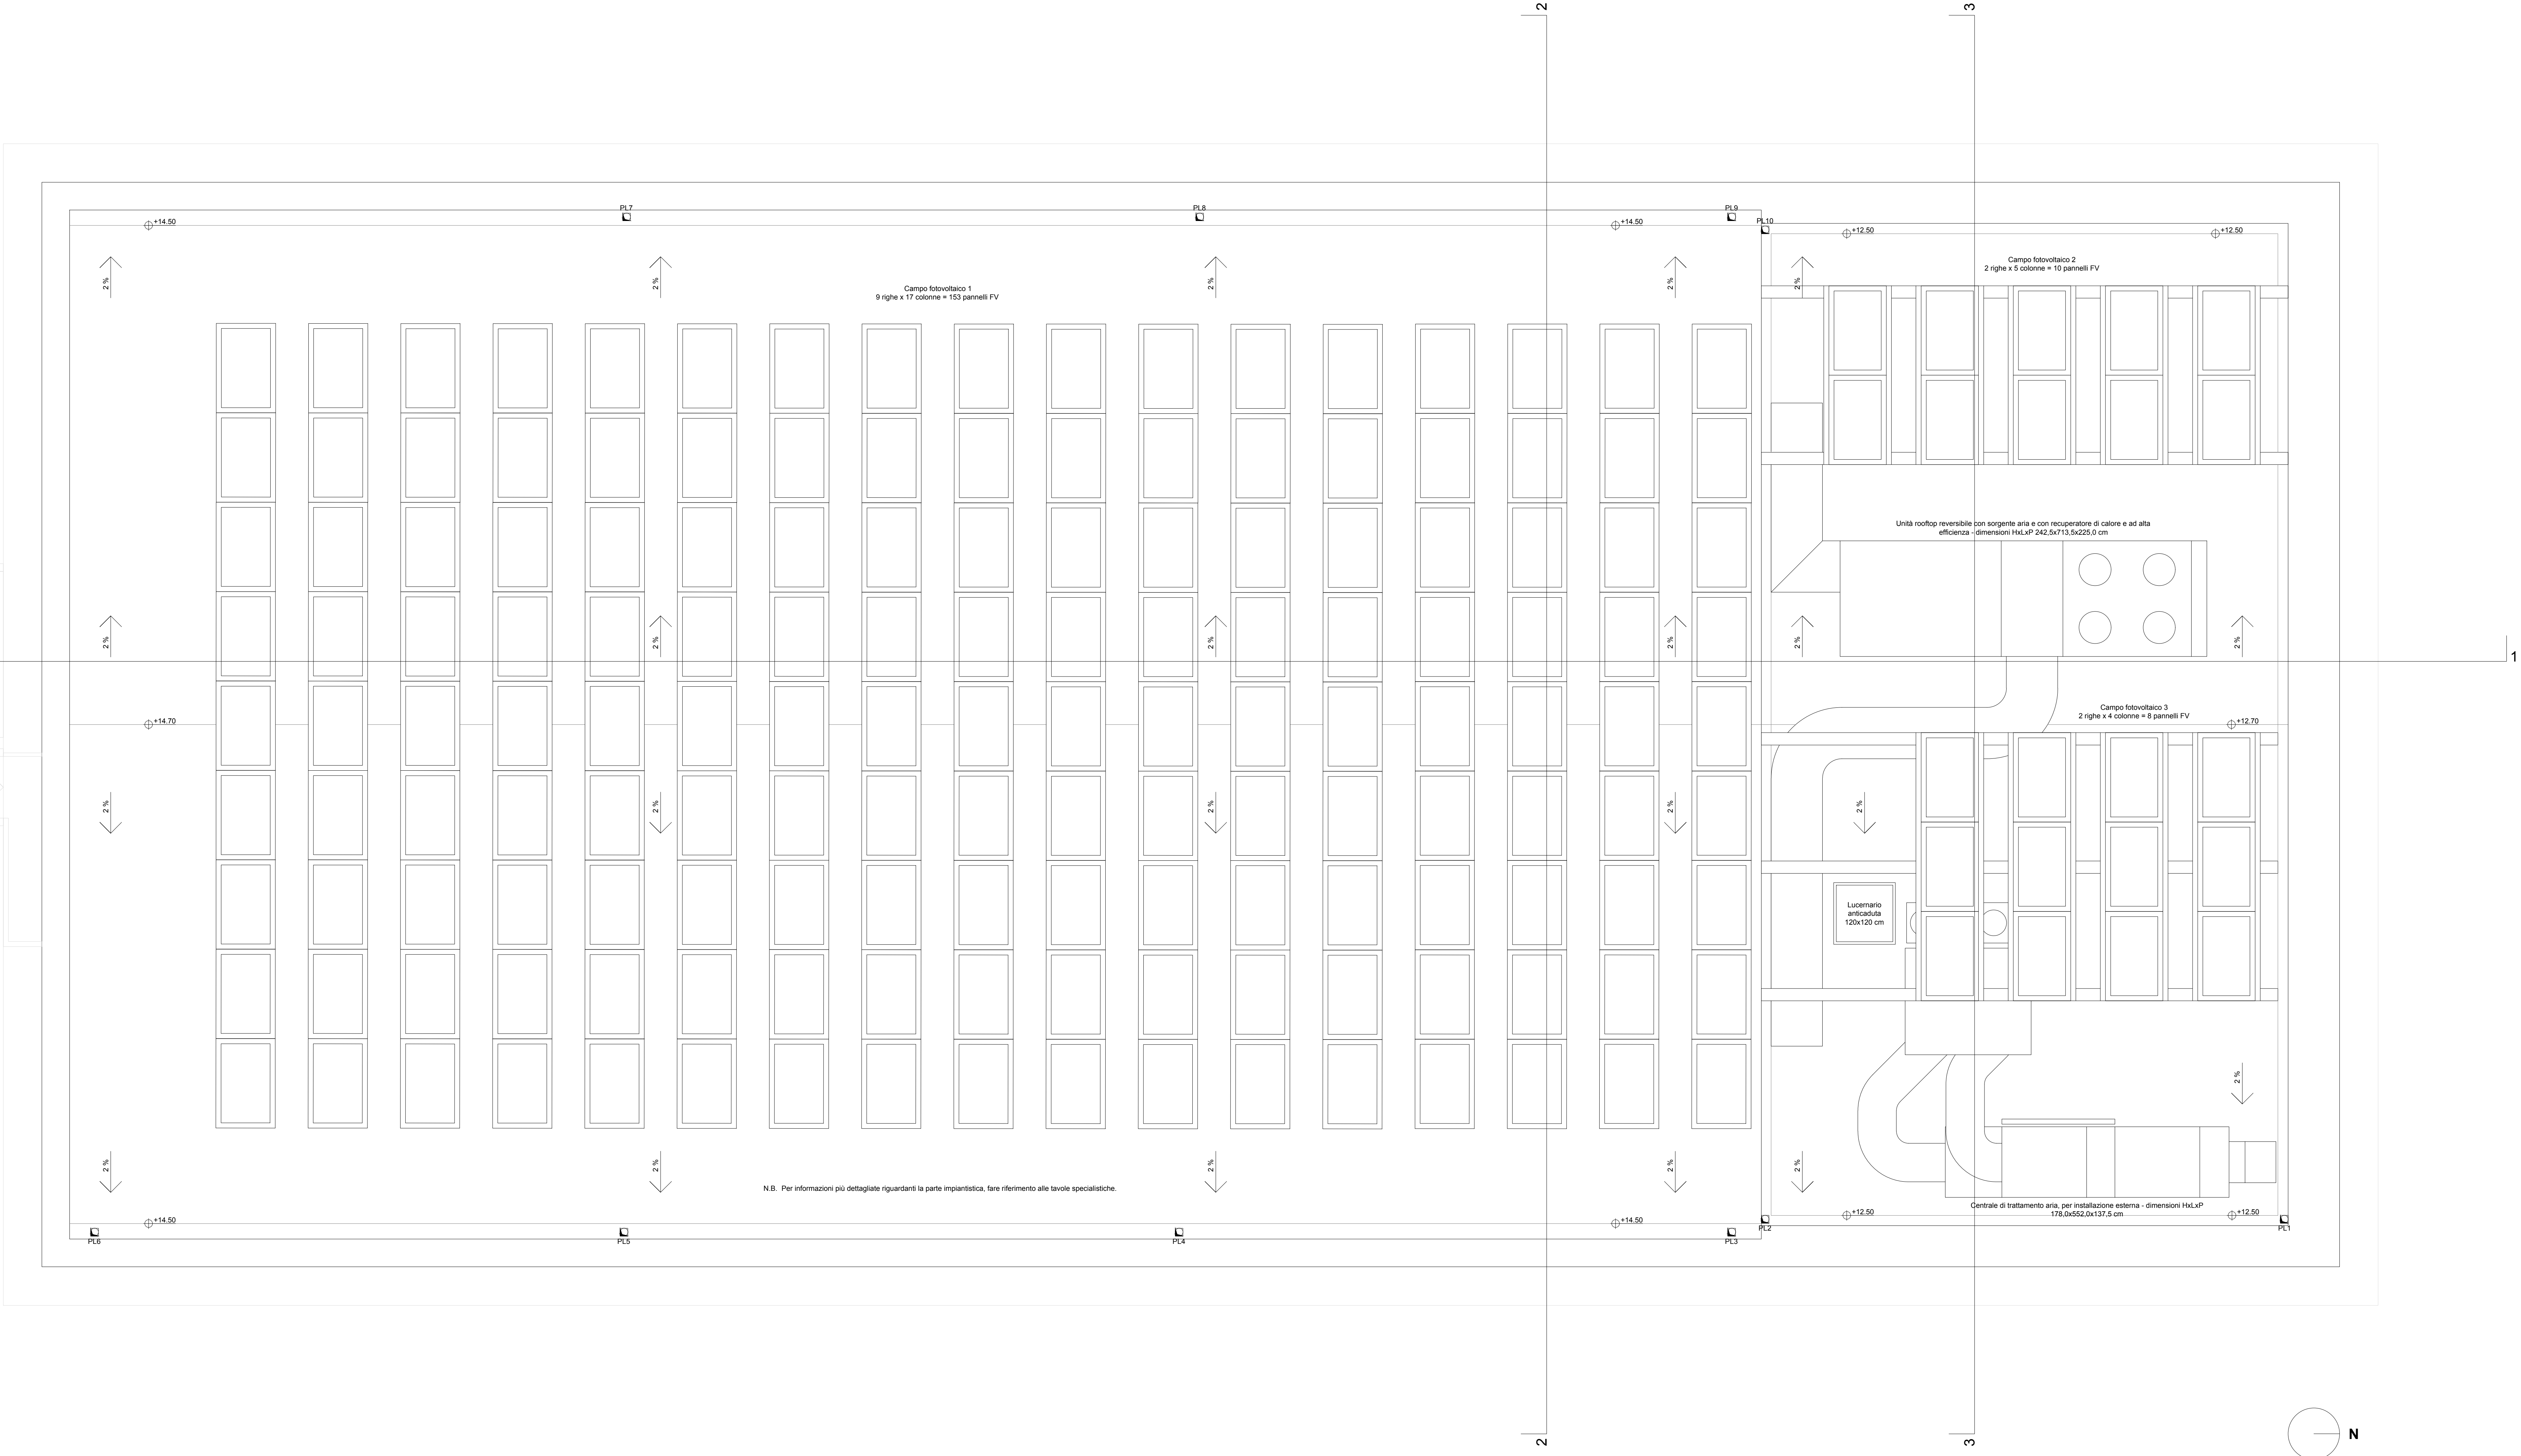 2
3
PL7
PL8
PL9
PL10
+14.50
+14.50
+12.50
+12.50
Campo fotovoltaico 2
2 righe x 5 colonne = 10 pannelli FV
2 %
2 %
2 %
2 %
2 %
Campo fotovoltaico 1
9 righe x 17 colonne = 153 pannelli FV
Unità rooftop reversibile con sorgente aria e con recuperatore di calore e ad alta
efficienza - dimensioni HxLxP 242,5x713,5x225,0 cm
2 %
2 %
2 %
2 %
2 %
2 %
1
Campo fotovoltaico 3
2 righe x 4 colonne = 8 pannelli FV
+14.70
+12.70
2 %
2 %
2 %
2 %
2 %
Lucernario
anticaduta
120x120 cm
2 %
2 %
2 %
2 %
2 %
2 %
N.B. Per informazioni più dettagliate riguardanti la parte impiantistica, fare riferimento alle tavole specialistiche.
Centrale di trattamento aria, per installazione esterna - dimensioni HxLxP
178,0x552,0x137,5 cm
+14.50
+14.50
+12.50
+12.50
PL6
PL5
PL4
PL3
PL2
PL1
2
3
N